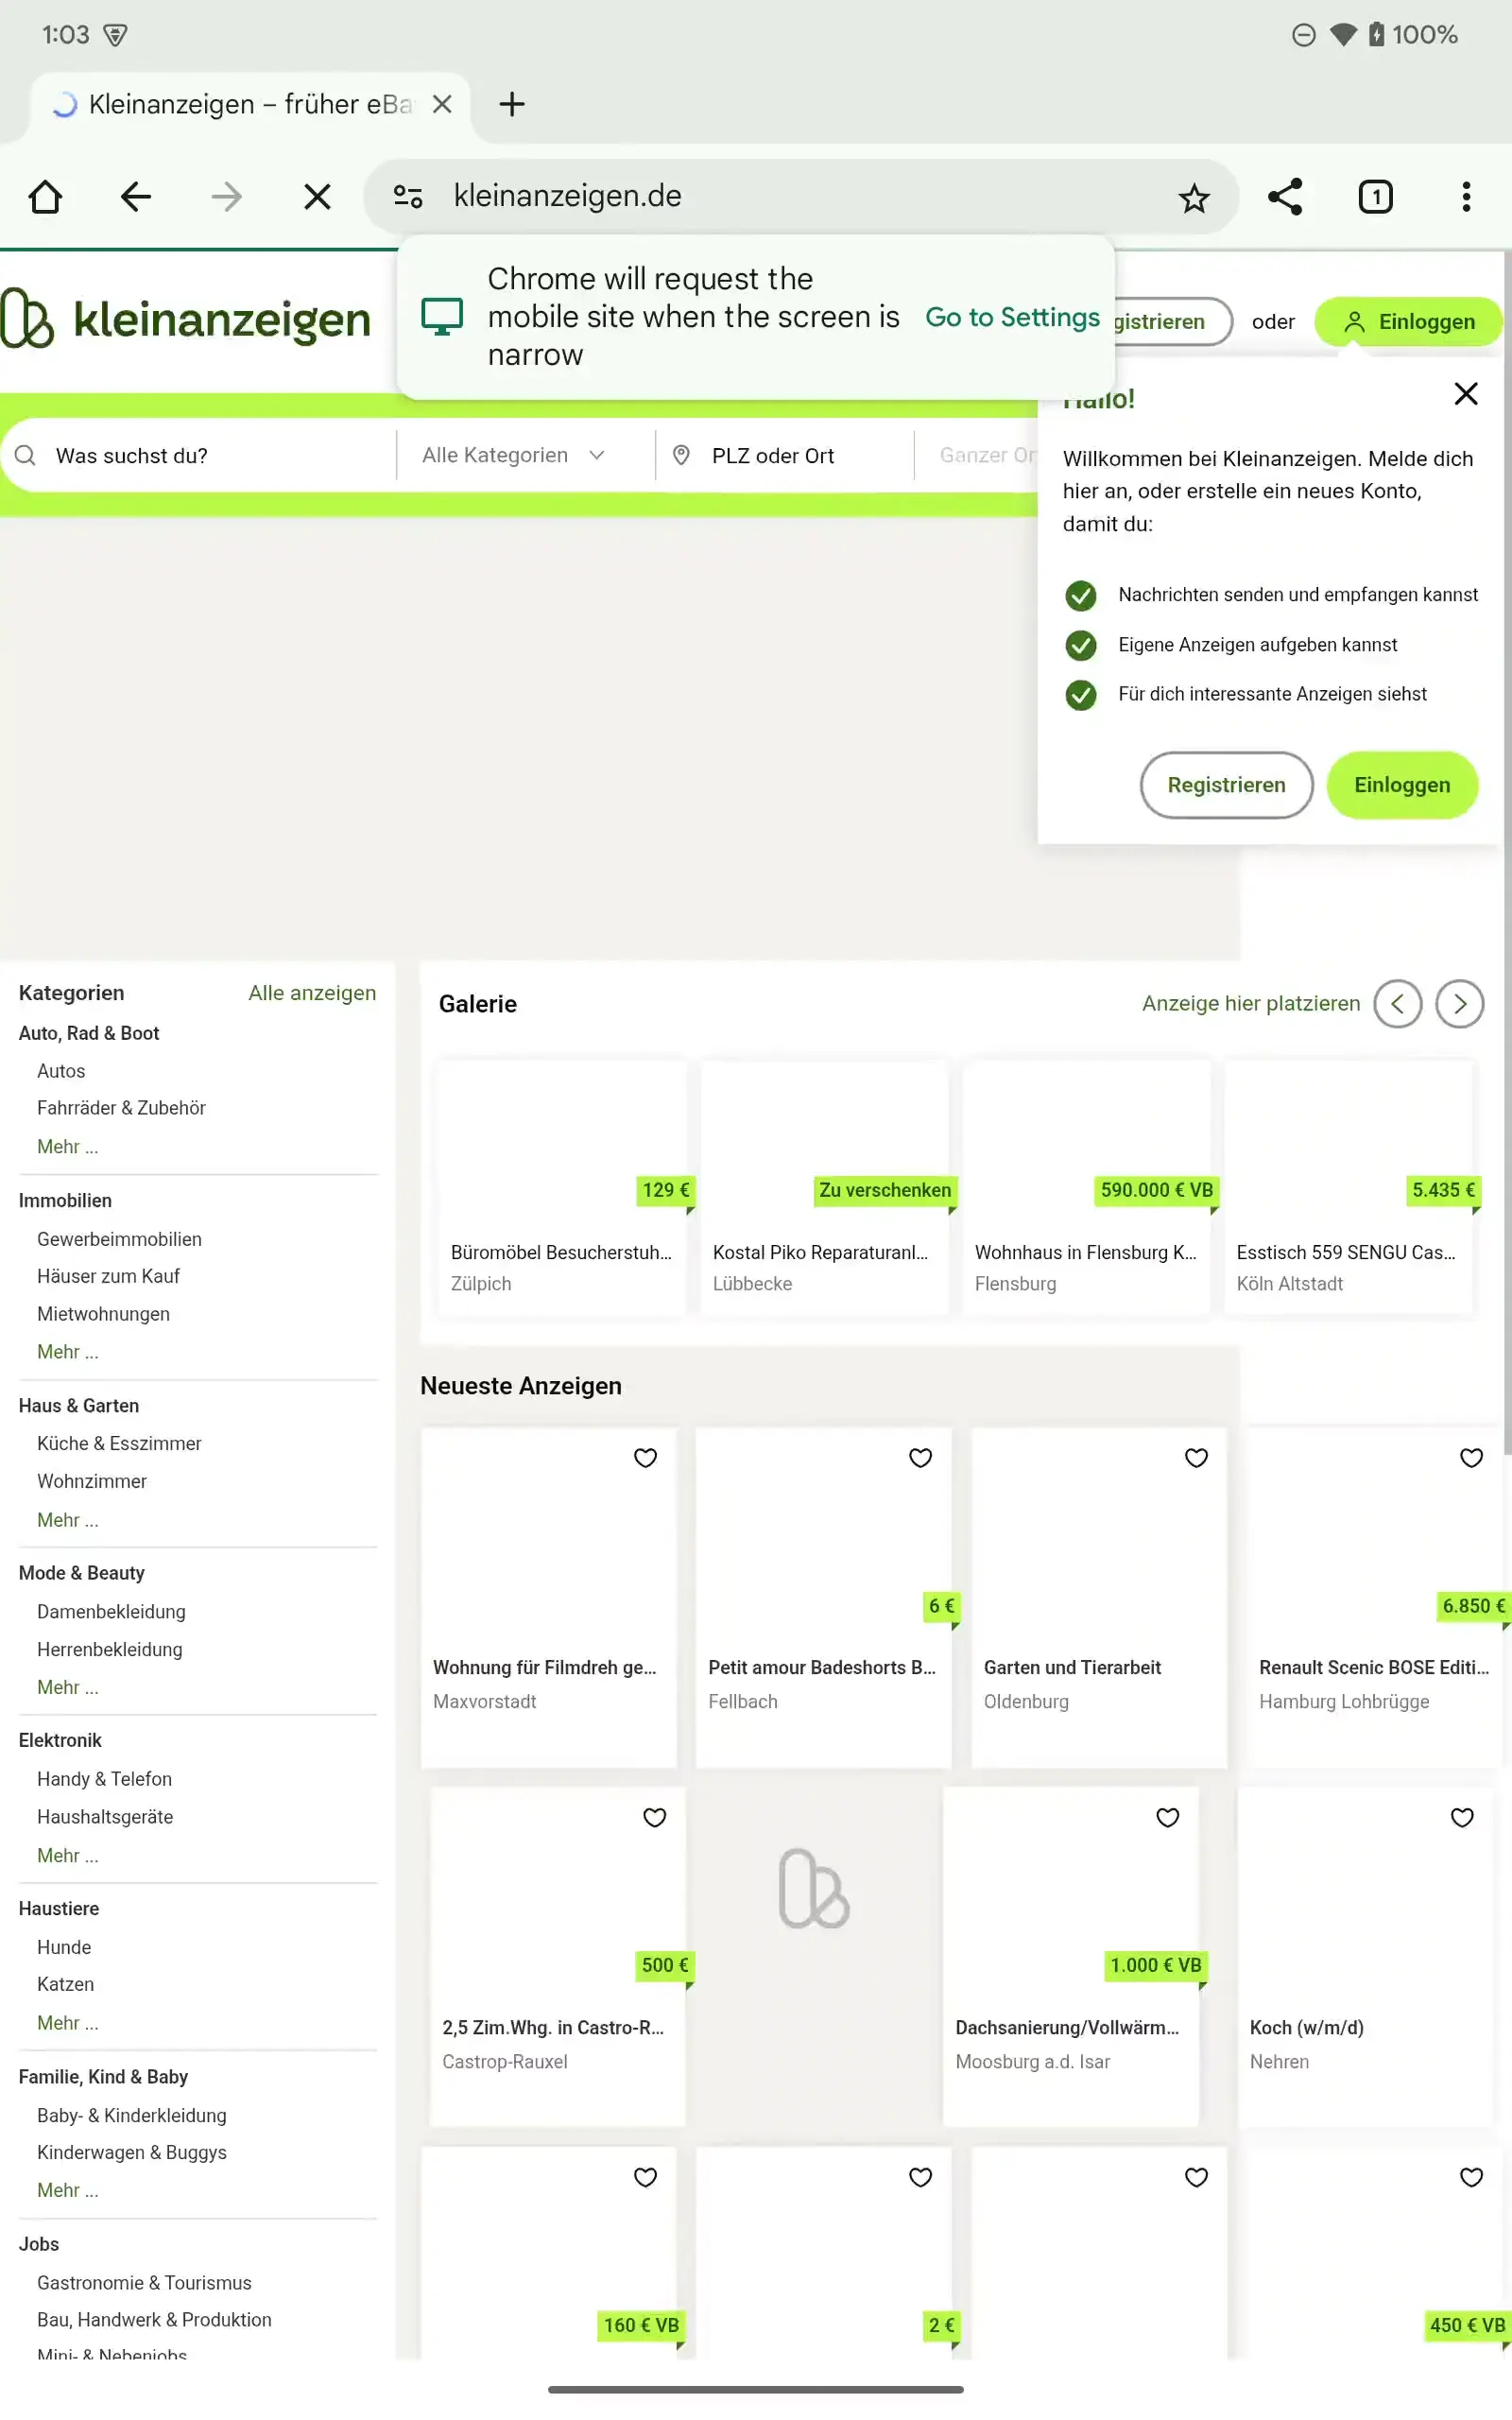 1:03
100%
Kleinanzeigen – früher eBa
kleinanzeigen.de
1
Chrome will request the
mobile site when the screen is
narrow
Go to Settings
kleinanzeigen
gistrieren
oder
Einloggen
Hallo!
Was suchst du?
Alle Kategorien
PLZ oder Ort
Ganzer Or
Willkommen bei Kleinanzeigen. Melde dich
hier an, oder erstelle ein neues Konto,
damit du:
Nachrichten senden und empfangen kannst
Eigene Anzeigen aufgeben kannst
Für dich interessante Anzeigen siehst
Registrieren
Einloggen
Kategorien
Alle anzeigen
Auto, Rad & Boot
Autos
Fahrräder & Zubehör
Mehr ...
Immobilien
Gewerbeimmobilien
Häuser zum Kauf
Mietwohnungen
Mehr ...
Haus & Garten
Küche & Esszimmer
Wohnzimmer
Mehr ...
Mode & Beauty
Damenbekleidung
Herrenbekleidung
Mehr ...
Elektronik
Handy & Telefon
Haushaltsgeräte
Mehr ...
Haustiere
Hunde
Katzen
Mehr ...
Familie, Kind & Baby
Baby- & Kinderkleidung
Kinderwagen & Buggys
Mehr ...
Jobs
Gastronomie & Tourismus
Bau, Handwerk & Produktion
Mini- & Nebenjobs
Galerie
Anzeige hier platzieren
129 €
Büromöbel Besucherstuh...
Zülpich
Zu verschenken
Kostal Piko Reparaturanl...
Lübbecke
590.000 € VB
Wohnhaus in Flensburg K...
Flensburg
5.435 €
Esstisch 559 SENGU Cas...
Köln Altstadt
Neueste Anzeigen
Wohnung für Filmdreh ge...
Maxvorstadt
6 €
Petit amour Badeshorts B...
Fellbach
Garten und Tierarbeit
Oldenburg
6.850 €
Renault Scenic BOSE Editi...
Hamburg Lohbrügge
500 €
2,5 Zim.Whg. in Castro-R...
Castrop-Rauxel
1.000 € VB
Dachsanierung/Vollwärm...
Moosburg a.d. Isar
Koch (w/m/d)
Nehren
160 € VB
2 €
450 € VB